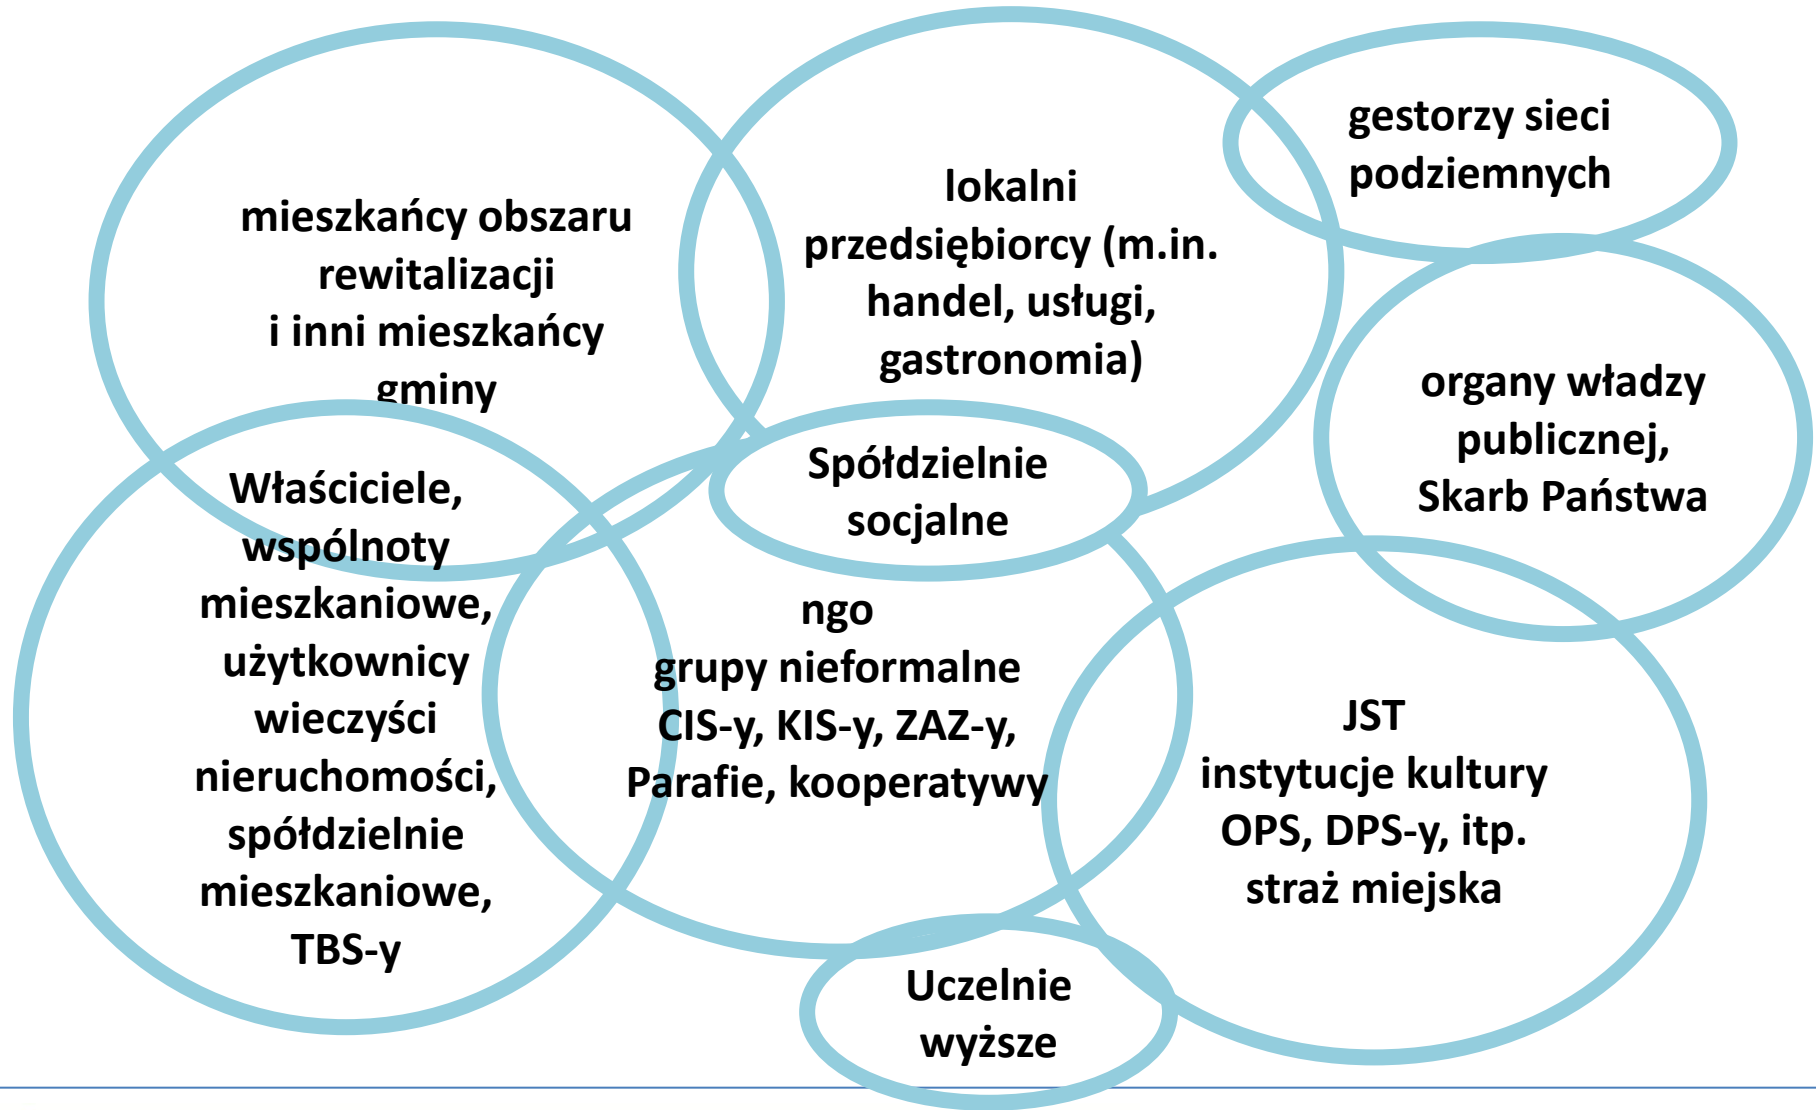 mieszkańcy obszaru
rewitalizacji
i inni mieszkańcy
gminy
lokalni
przedsiębiorcy (m.in.
handel, usługi,
gastronomia)
gestorzy sieci
podziemnych
organy władzy
publicznej,
Skarb Państwa
Właściciele,
wspólnoty
mieszkaniowe,
użytkownicy
wieczyści
nieruchomości,
spółdzielnie
mieszkaniowe,
TBS-y
Spółdzielnie
socjalne
ngo
grupy nieformalne
CIS-y, KIS-y, ZAZ-y,
Parafie, kooperatywy
JST
instytucje kultury
OPS, DPS-y, itp.
straż miejska
Uczelnie
wyższe